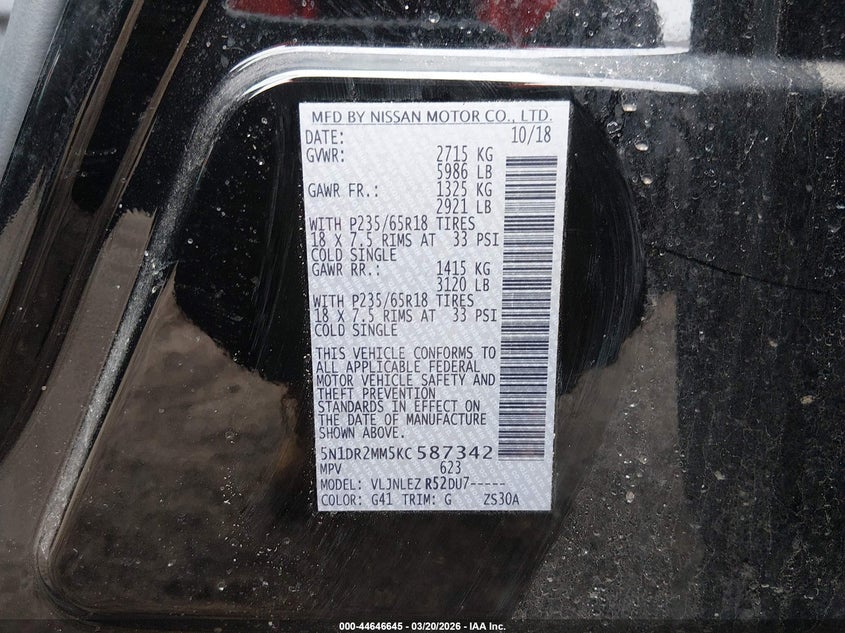 MFD BY NISSAN MOTOR CO., LTD.
DATE: 10/18
GVWR: 2715 KG
5986 LB
GAWR FR.: 1325 KG
2921 LB
WITH P235/65R18 TIRES
18 X 7.5 RIMS AT 33 PSI
COLD SINGLE
GAWR RR.: 1415 KG
3120 LB
WITH P235/65R18 TIRES
18 X 7.5 RIMS AT 33 PSI
COLD SINGLE
THIS VEHICLE CONFORMS TO
ALL APPLICABLE FEDERAL
MOTOR VEHICLE SAFETY AND
THEFT PREVENTION
STANDARDS IN EFFECT ON
THE DATE OF MANUFACTURE
SHOWN ABOVE.
5N1DR2MM5KC587342
MPV 623
MODEL: VLJNLEZ R52DU7-----
COLOR: G41 TRIM: G ZS30A
000-44646645 - 03/20/2026 - IAA Inc.